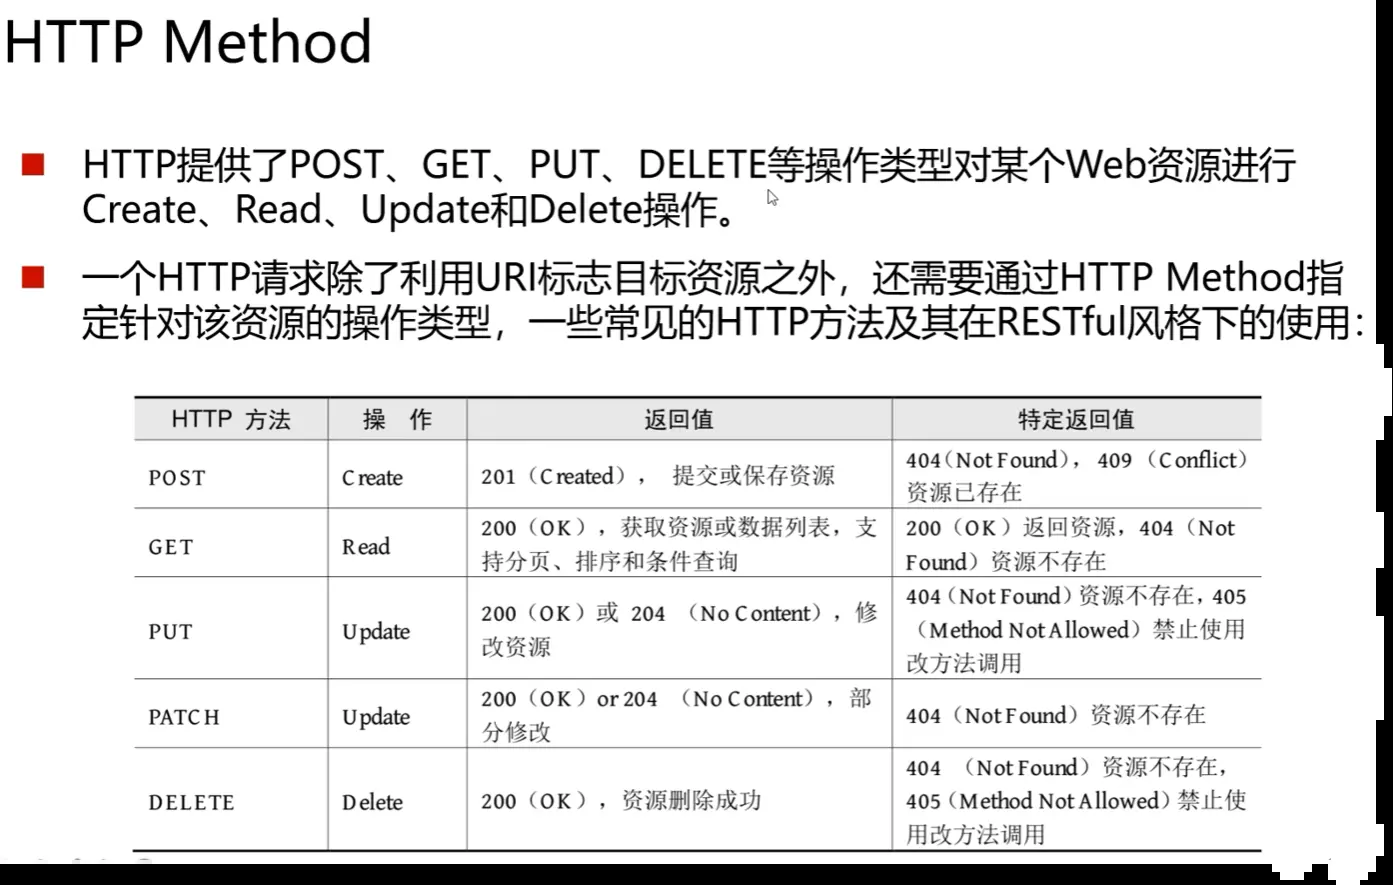 HTTP Method
HTTP提供了POST、GET、PUT、DELETE等操作类型对某个Web资源进行
Create、Read、Update和Delete操作。
一个HTTP请求除了利用URI标志目标资源之外，还需要通过HTTP Method指
定针对该资源的操作类型，一些常见的HTTP方法及其在RESTful风格下的使用：
HTTP 方法 操 作 返回值 特定返回值
POST Create 201（Created）， 提交或保存资源 404（Not Found），409 （Conflict）
资源已存在
GET Read 200（OK），获取资源或数据列表，支
持分页、排序和条件查询
200（OK）返回资源，404（Not
Found）资源不存在
PUT Update 200（OK）或 204 （No Content），修
改资源
404（Not Found）资源不存在，405
（Method Not Allowed）禁止使用
改方法调用
PATCH Update 200（OK）or 204 （No Content），部
分修改
404（Not Found）资源不存在
DELETE Delete 200（OK），资源删除成功
404 （Not Found）资源不存在，
405（Method Not Allowed）禁止使
用改方法调用